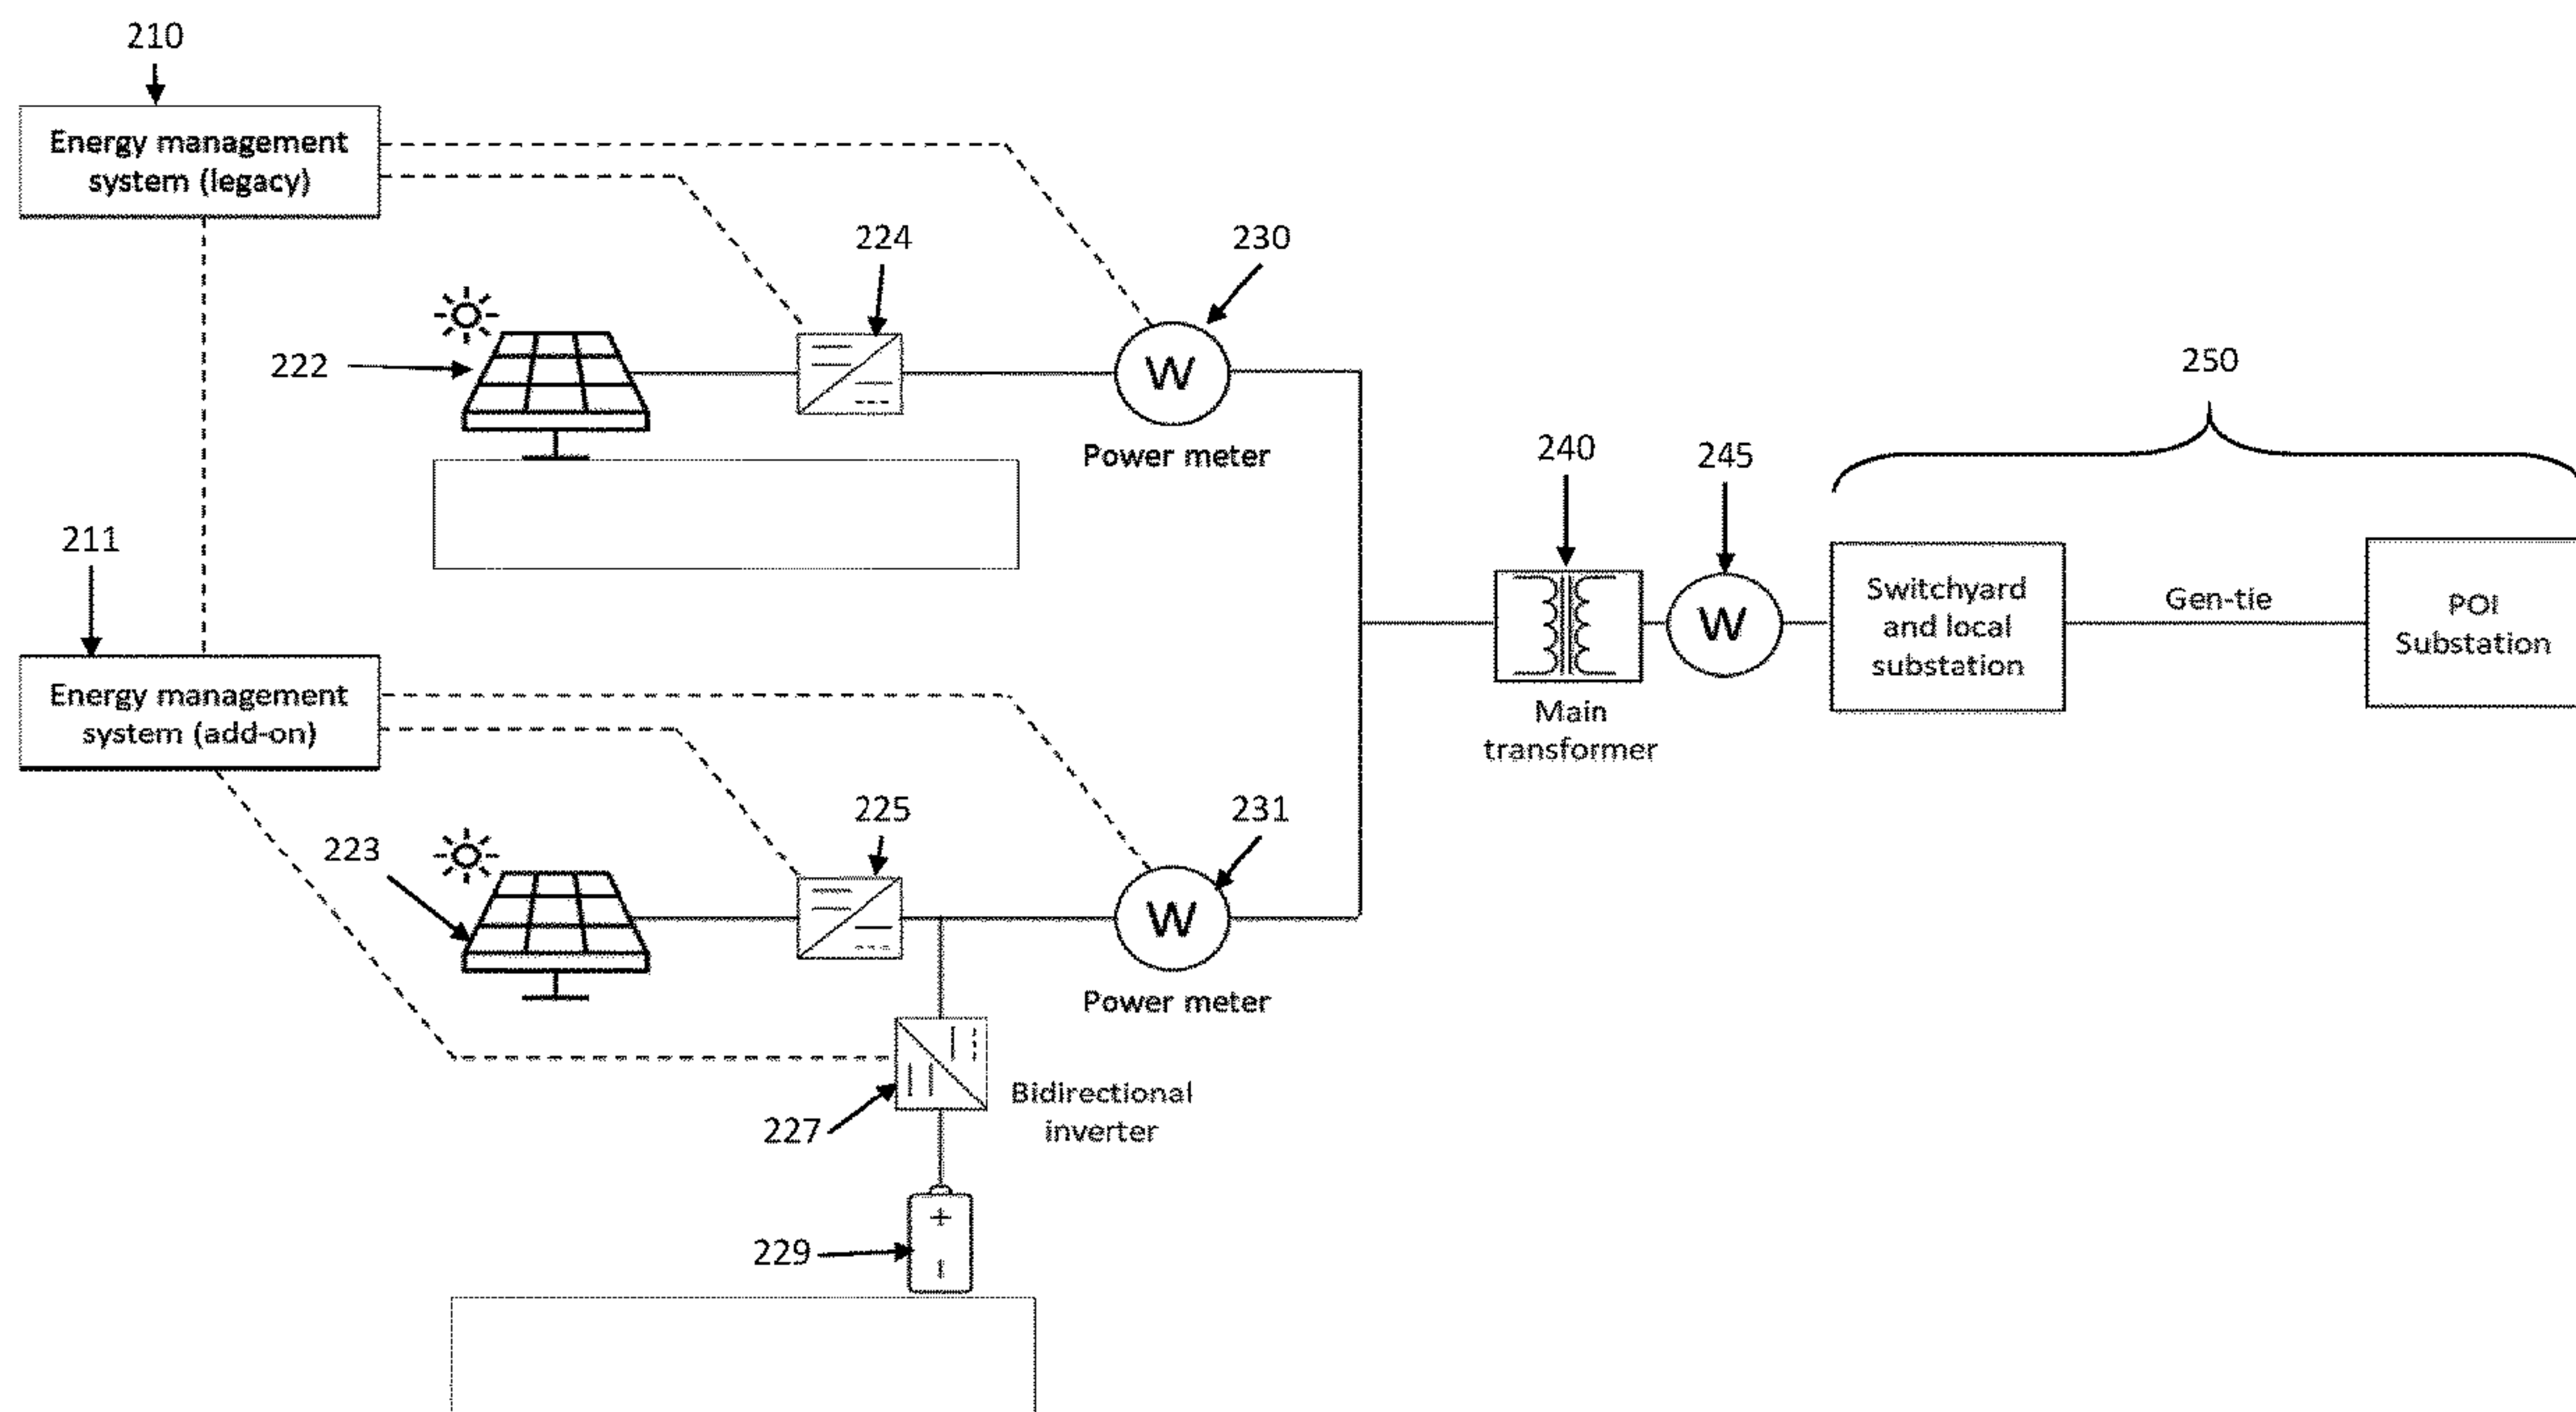 210
Energy management
system (legacy)
224
230
222
W
Power meter
250
240
245
211
Energy management
system (add-on)
W
Switchyard
and local
substation
Gen-tie
POI
Substation
Main
transformer
223
225
231
W
Power meter
227
Bidirectional
inverter
229